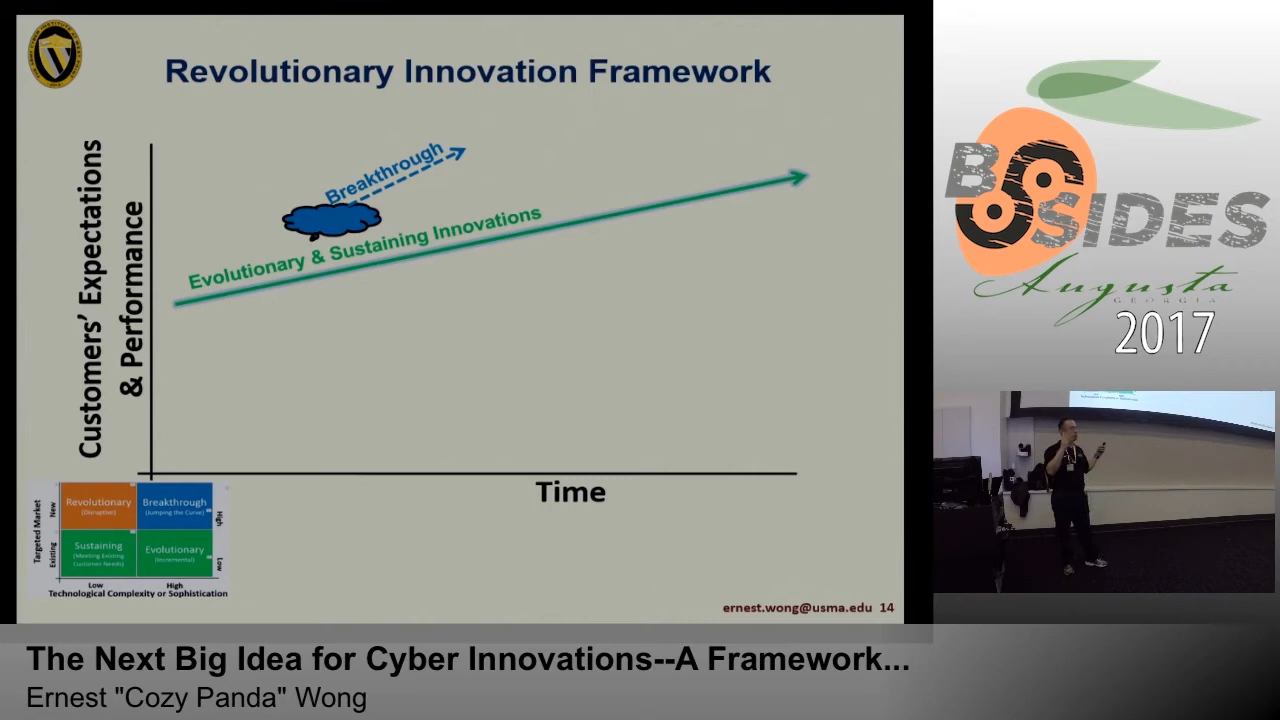 Revolutionary Innovation Framework
Customers' Expectations
& Performance
Breakthrough
Evolutionary & Sustaining Innovations
Time
Targeted Market
New
Existing
Revolutionary
(Disruptive)
Breakthrough
(Jumping the Curve)
Sustaining
(Meeting Existing
Customer Needs)
Evolutionary
(Incremental)
High
Low
Low
High
Technological Complexity or Sophistication
ernest.wong@usma.edu 14
BSIDES
Augusta
GEORGIA
2017
The Next Big Idea for Cyber Innovations--A Framework...
Ernest "Cozy Panda" Wong